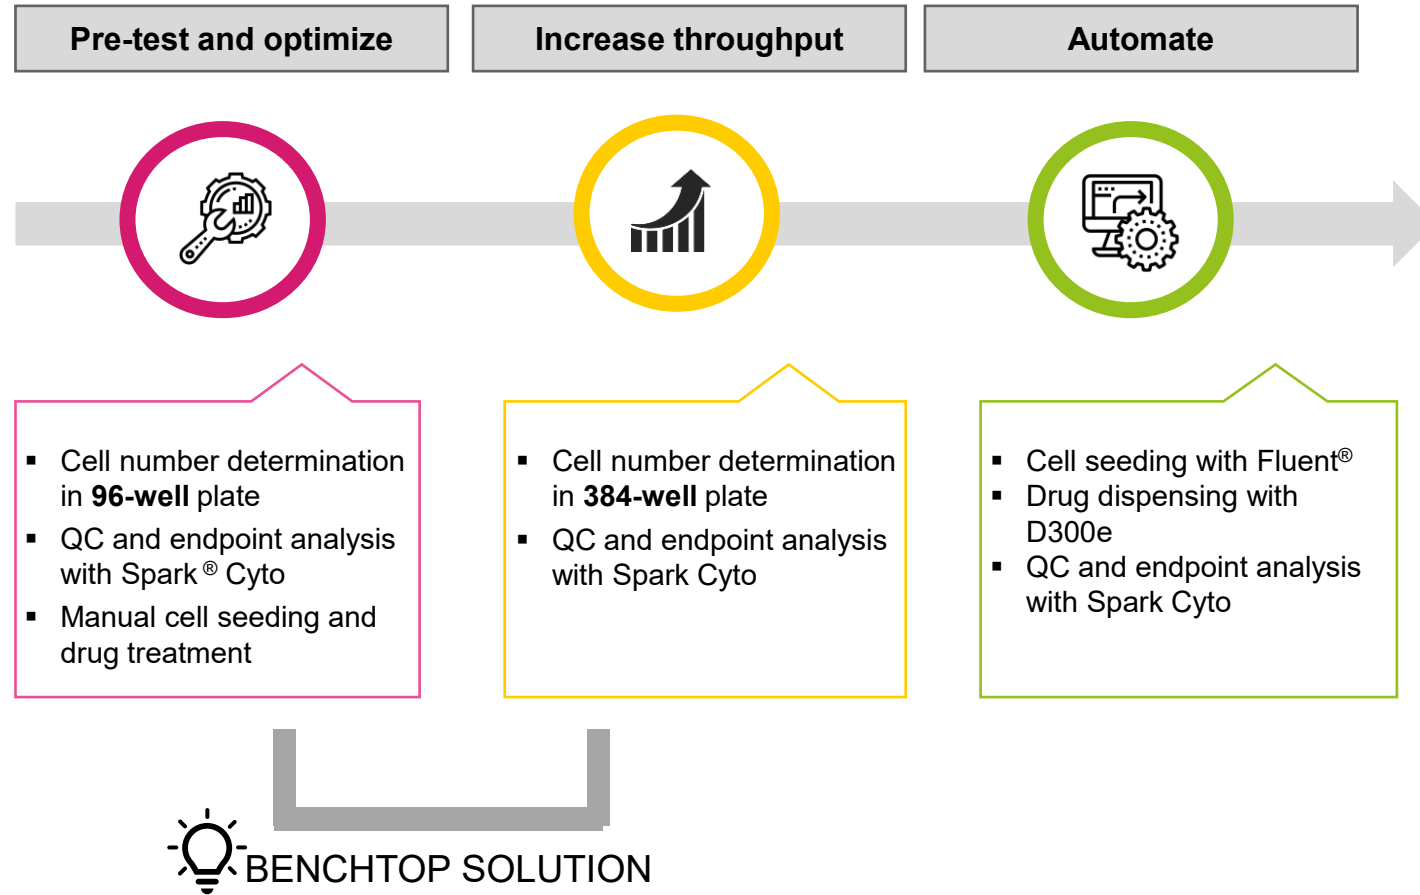 Pre-test and optimize
Increase throughput
Automate
▪ Cell number determination
in 96-well plate
▪ QC and endpoint analysis
with Spark ® Cyto
▪ Manual cell seeding and
drug treatment
▪ Cell number determination
in 384-well plate
▪ QC and endpoint analysis
with Spark Cyto
▪ Cell seeding with Fluent®
▪ Drug dispensing with
D300e
▪ QC and endpoint analysis
with Spark Cyto
BENCHTOP SOLUTION